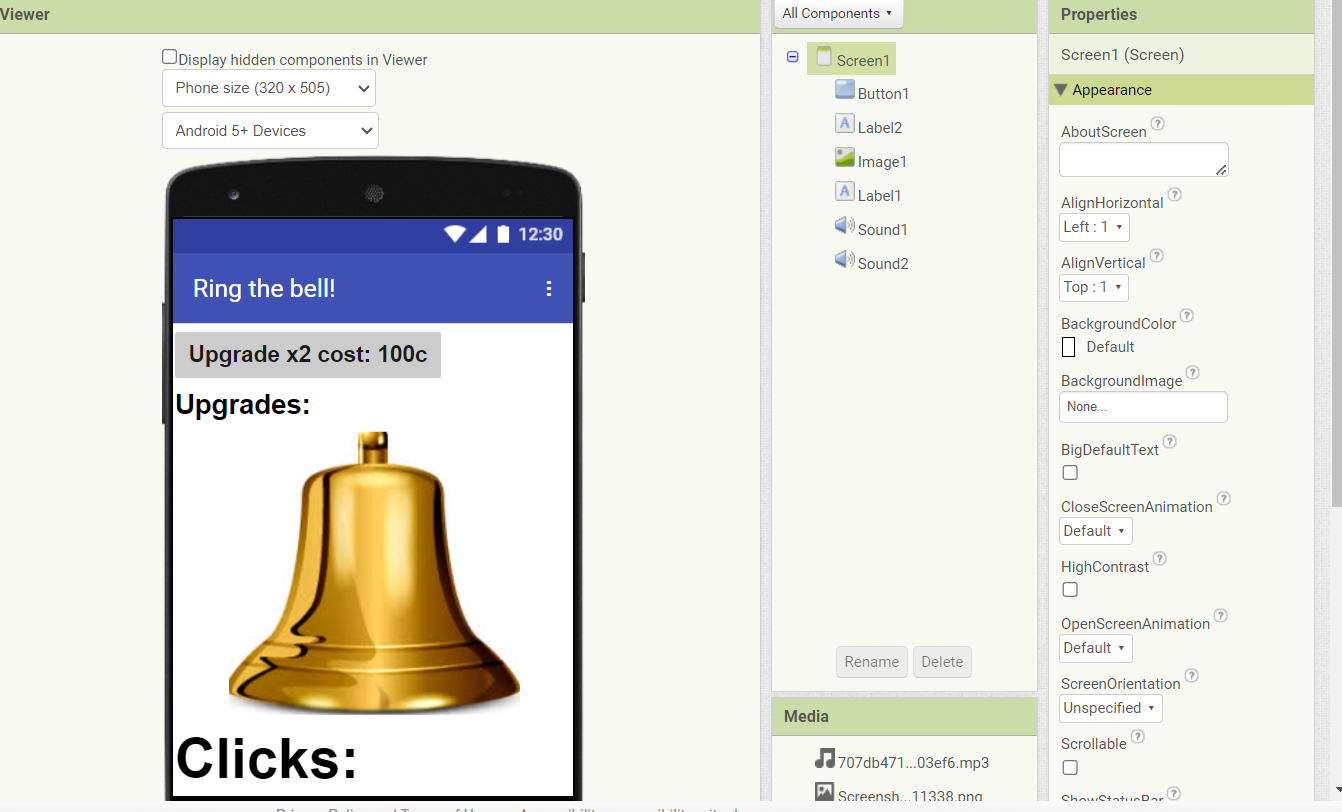 Viewer
Display hidden components in Viewer
Phone size (320 x 505)
Android 5+ Devices
12:30
Ring the bell!
Upgrade x2 cost: 100c
Upgrades:
Clicks:
All Components
Screen1
Button1
A Label2
Image1
A Label1
Sound1
Sound2
Rename Delete
Media
707db471...03ef6.mp3
Screensh...11338.png
Properties
Screen1 (Screen)
Appearance
AboutScreen ?
AlignHorizontal ?
Left : 1
AlignVertical ?
Top : 1
BackgroundColor ?
Default
BackgroundImage ?
None...
BigDefaultText ?
CloseScreenAnimation ?
Default
HighContrast ?
OpenScreenAnimation ?
Default
ScreenOrientation ?
Unspecified
Scrollable ?
ShowStatusBar ?